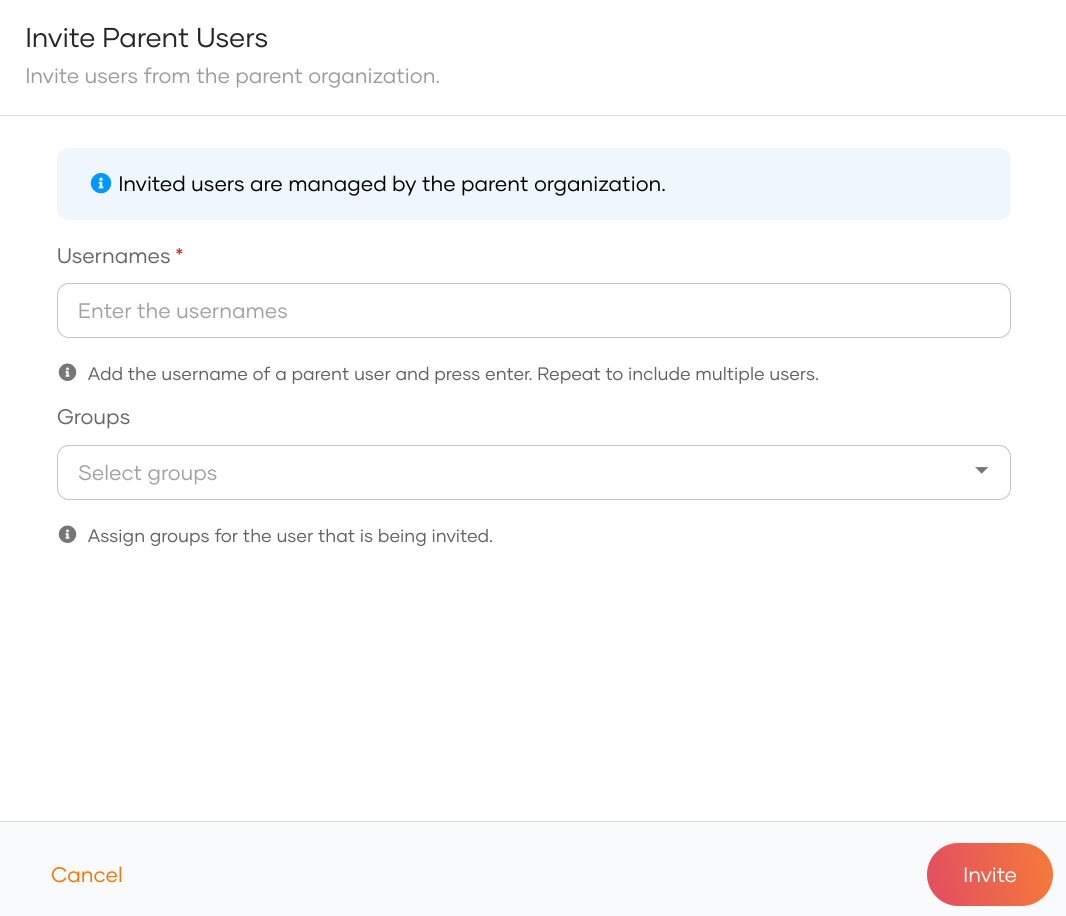 Invite Parent Users
Invite users from the parent organization.
Invited users are managed by the parent organization.
Usernames *
Enter the usernames
Add the username of a parent user and press enter. Repeat to include multiple users.
Groups
Select groups
Assign groups for the user that is being invited.
Cancel
Invite